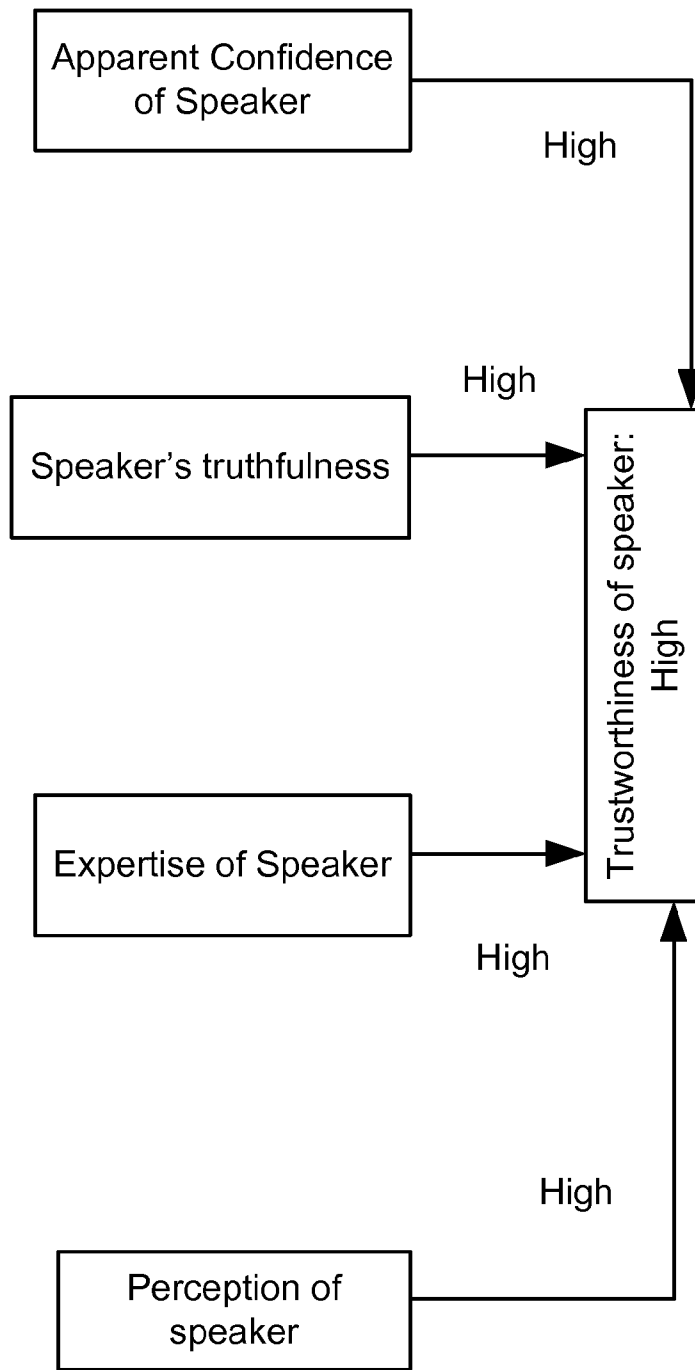 Apparent Confidence
of Speaker
High
High
Speaker’s truthfulness
Trustworthiness of speaker:
High
Expertise of Speaker
High
High
Perception of
speaker